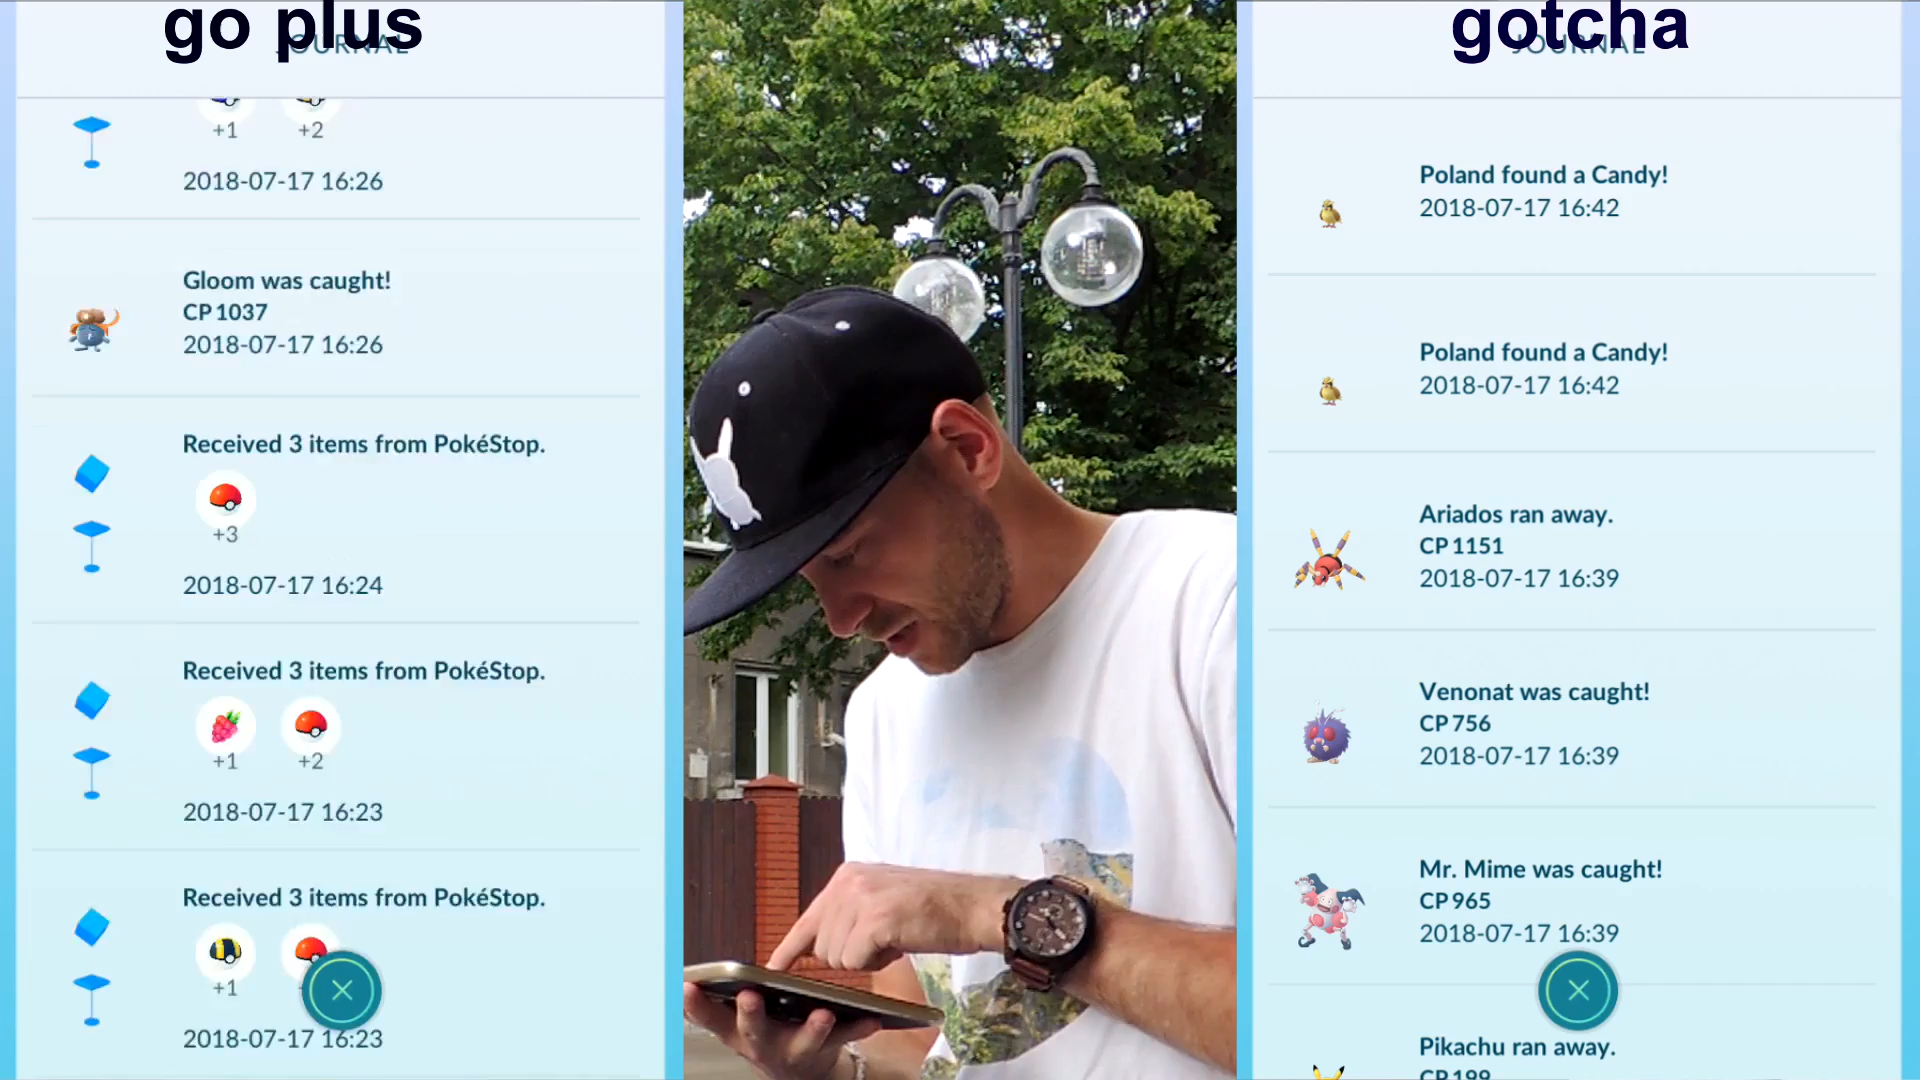 go plus
JOURNAL
+1 +2
2018-07-17 16:26
Gloom was caught!
CP 1037
2018-07-17 16:26
Received 3 items from PokéStop.
+3
2018-07-17 16:24
Received 3 items from PokéStop.
+1 +2
2018-07-17 16:23
Received 3 items from PokéStop.
+1
2018-07-17 16:23
gotcha
JOURNAL
Poland found a Candy!
2018-07-17 16:42
Poland found a Candy!
2018-07-17 16:42
Ariados ran away.
CP 1151
2018-07-17 16:39
Venonat was caught!
CP 756
2018-07-17 16:39
Mr. Mime was caught!
CP 965
2018-07-17 16:39
Pikachu ran away.
CP 199